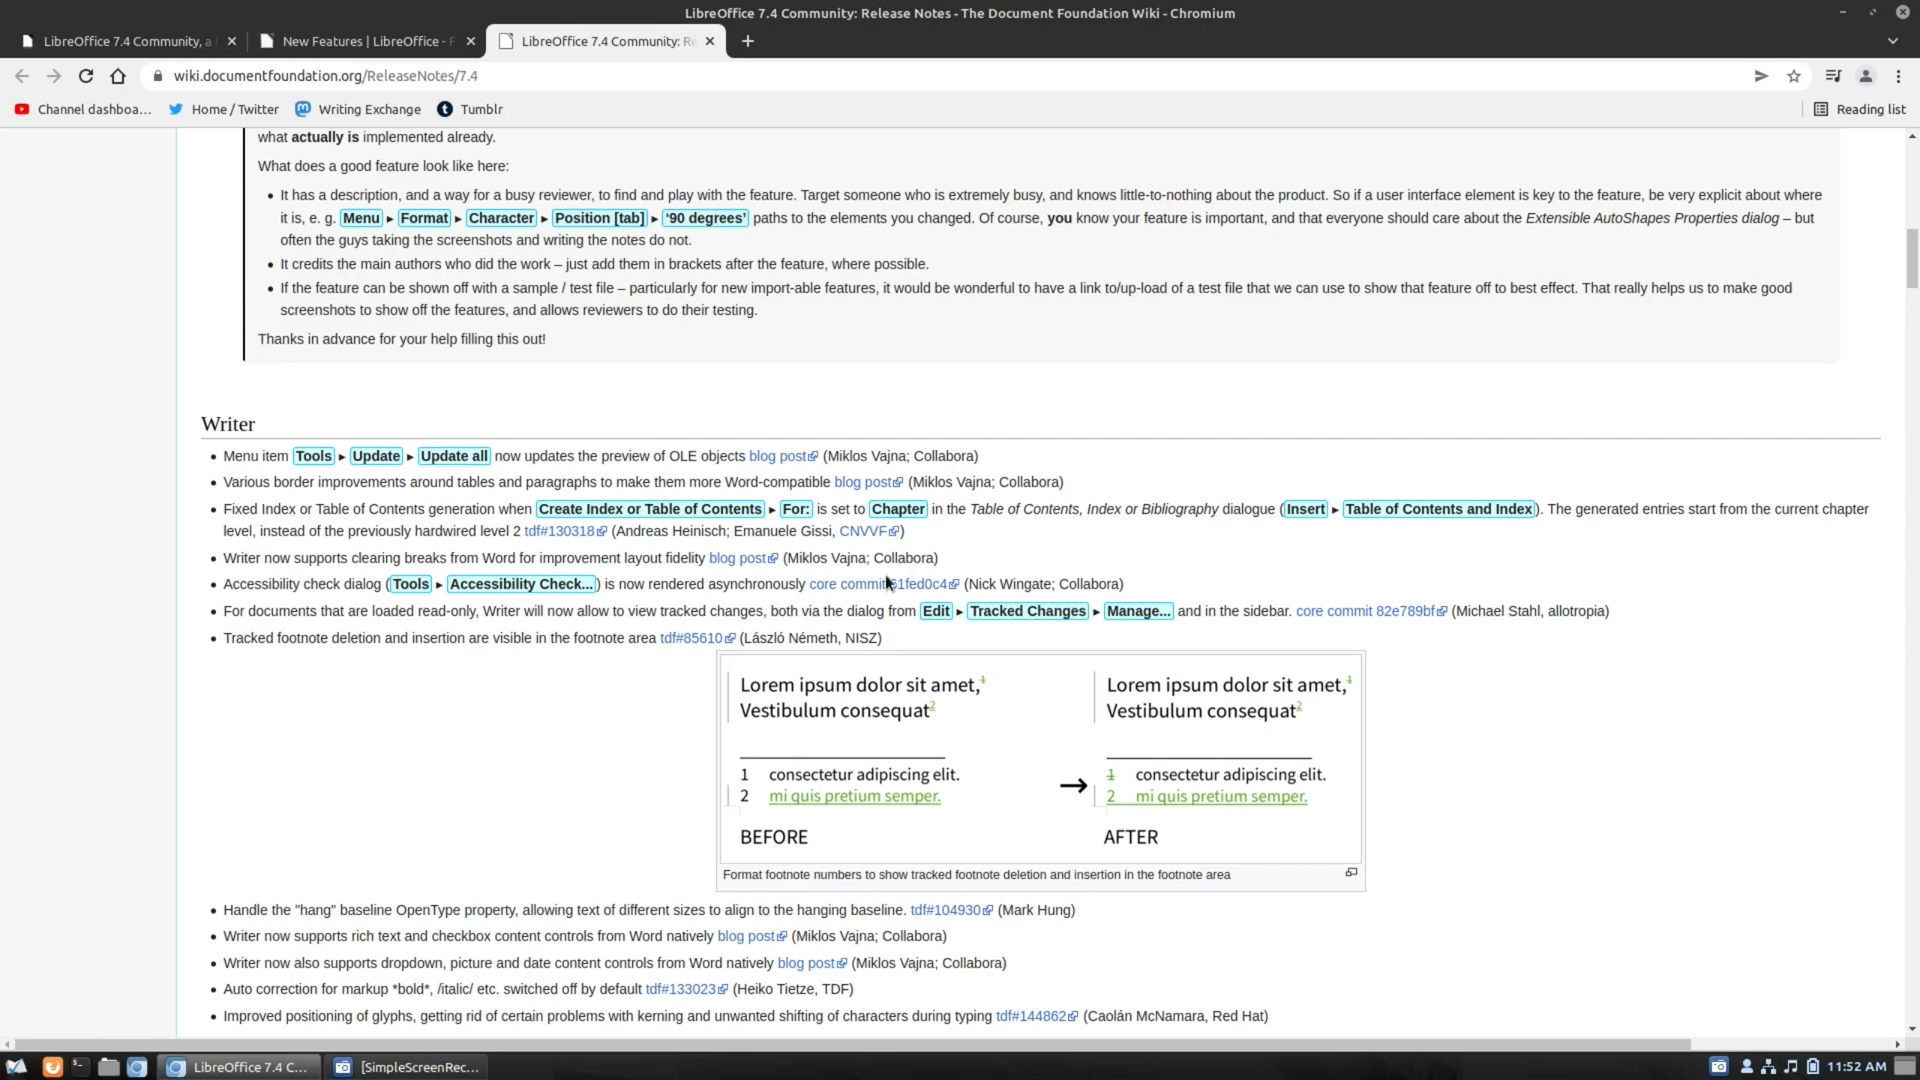 LibreOffice 7.4 Community: Release Notes - The Document Foundation Wiki - Chromium
LibreOffice 7.4 Community, a
New Features | LibreOffice - F
LibreOffice 7.4 Community: Re
wiki.documentfoundation.org/ReleaseNotes/7.4
Channel dashboa... Home / Twitter Writing Exchange Tumblr Reading list
what actually is implemented already.
What does a good feature look like here:
It has a description, and a way for a busy reviewer, to find and play with the feature. Target someone who is extremely busy, and knows little-to-nothing about the product. So if a user interface element is key to the feature, be very explicit about where
it is, e. g. Menu ▸ Format ▸ Character ▸ Position [tab] ▸ ‘90 degrees’ paths to the elements you changed. Of course, you know your feature is important, and that everyone should care about the Extensible AutoShapes Properties dialog – but
often the guys taking the screenshots and writing the notes do not.
It credits the main authors who did the work – just add them in brackets after the feature, where possible.
If the feature can be shown off with a sample / test file – particularly for new import-able features, it would be wonderful to have a link to/up-load of a test file that we can use to show that feature off to best effect. That really helps us to make good
screenshots to show off the features, and allows reviewers to do their testing.
Thanks in advance for your help filling this out!
Writer
Menu item Tools ▸ Update ▸ Update all now updates the preview of OLE objects blog post (Miklos Vajna; Collabora)
Various border improvements around tables and paragraphs to make them more Word-compatible blog post (Miklos Vajna; Collabora)
Fixed Index or Table of Contents generation when Create Index or Table of Contents ▸ For: is set to Chapter in the Table of Contents, Index or Bibliography dialogue (Insert ▸ Table of Contents and Index). The generated entries start from the current chapter
level, instead of the previously hardwired level 2 tdf#130318 (Andreas Heinisch; Emanuele Gissi, CNVVF)
Writer now supports clearing breaks from Word for improvement layout fidelity blog post (Miklos Vajna; Collabora)
Accessibility check dialog (Tools ▸ Accessibility Check...) is now rendered asynchronously core commit 1fed0c4 (Nick Wingate; Collabora)
For documents that are loaded read-only, Writer will now allow to view tracked changes, both via the dialog from Edit ▸ Tracked Changes ▸ Manage... and in the sidebar. core commit 82e789bf (Michael Stahl, allotropia)
Tracked footnote deletion and insertion are visible in the footnote area tdf#85610 (László Németh, NISZ)
Lorem ipsum dolor sit amet,1 Lorem ipsum dolor sit amet,1
Vestibulum consequat2 Vestibulum consequat2
1 consectetur adipiscing elit. 1 consectetur adipiscing elit.
2 mi quis pretium semper. → 2 mi quis pretium semper.
BEFORE AFTER
Format footnote numbers to show tracked footnote deletion and insertion in the footnote area
Handle the "hang" baseline OpenType property, allowing text of different sizes to align to the hanging baseline. tdf#104930 (Mark Hung)
Writer now supports rich text and checkbox content controls from Word natively blog post (Miklos Vajna; Collabora)
Writer now also supports dropdown, picture and date content controls from Word natively blog post (Miklos Vajna; Collabora)
Auto correction for markup *bold*, /italic/ etc. switched off by default tdf#133023 (Heiko Tietze, TDF)
Improved positioning of glyphs, getting rid of certain problems with kerning and unwanted shifting of characters during typing tdf#144862 (Caolán McNamara, Red Hat)
LibreOffice 7.4 C... [SimpleScreenRec... 11:52 AM